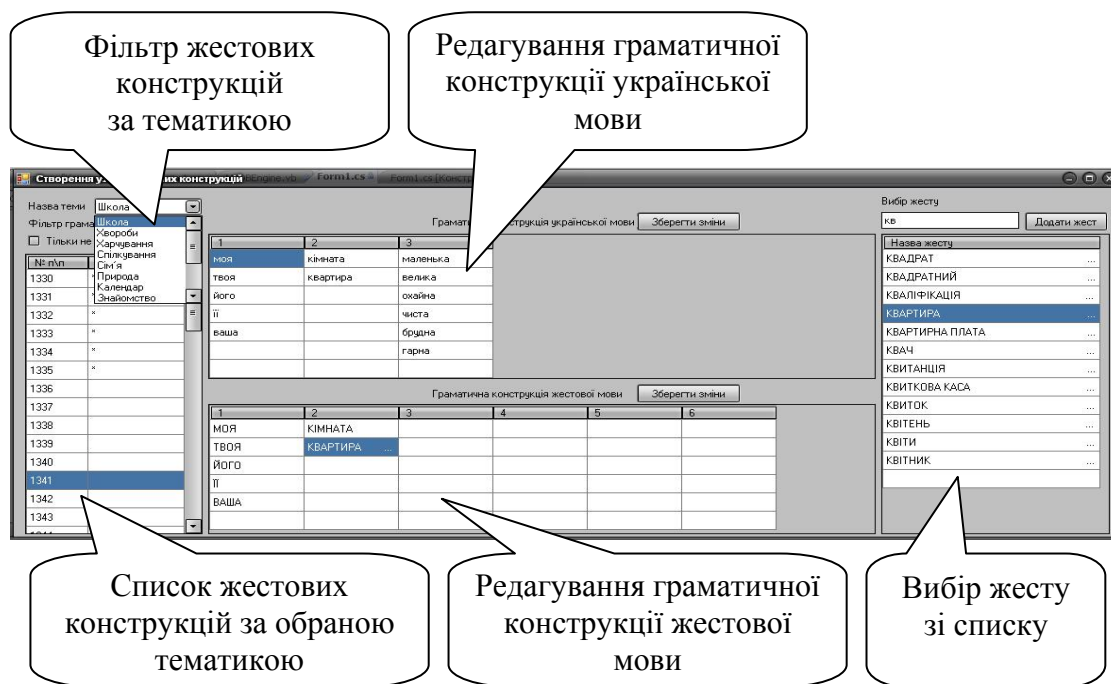 Фільтр жестових
конструкцій
за тематикою
Редагування граматичної
конструкції української
мови
Створення у их конструкцій Engine.vb Form1.cs Form1.cs [Констр
Назва теми Школа
Фільтр грама
Тільки не
Школа
Хвороби
Харчування
Спілкування
Сім'я
Природа
Календар
Знайомство
№ п\п
1330 *
1331 *
1332 *
1333 *
1334 *
1335 *
1336
1337
1338
1339
1340
1341
1342
1343
Грамати конструкція української мови Зберегти зміни
1 2 3
моя кімната маленька
твоя квартира велика
його охайна
її чиста
ваша брудна
гарна
Граматична конструкція жестової мови Зберегти зміни
1 2 3 4 5 6
МОЯ КІМНАТА
ТВОЯ КВАРТИРА ...
ЙОГО
ЇЇ
ВАША
Вибір жесту
кв Додати жест
Назва жесту
КВАДРАТ ...
КВАДРАТНИЙ ...
КВАЛІФІКАЦІЯ ...
КВАРТИРА ...
КВАРТИРНА ПЛАТА ...
КВАЧ ...
КВИТАНЦІЯ ...
КВИТКОВА КАСА ...
КВИТОК ...
КВІТЕНЬ ...
КВІТИ ...
КВІТНИК ...
Список жестових
конструкцій за обраною
тематикою
Редагування граматичної
конструкції жестової
мови
Вибір жесту
зі списку